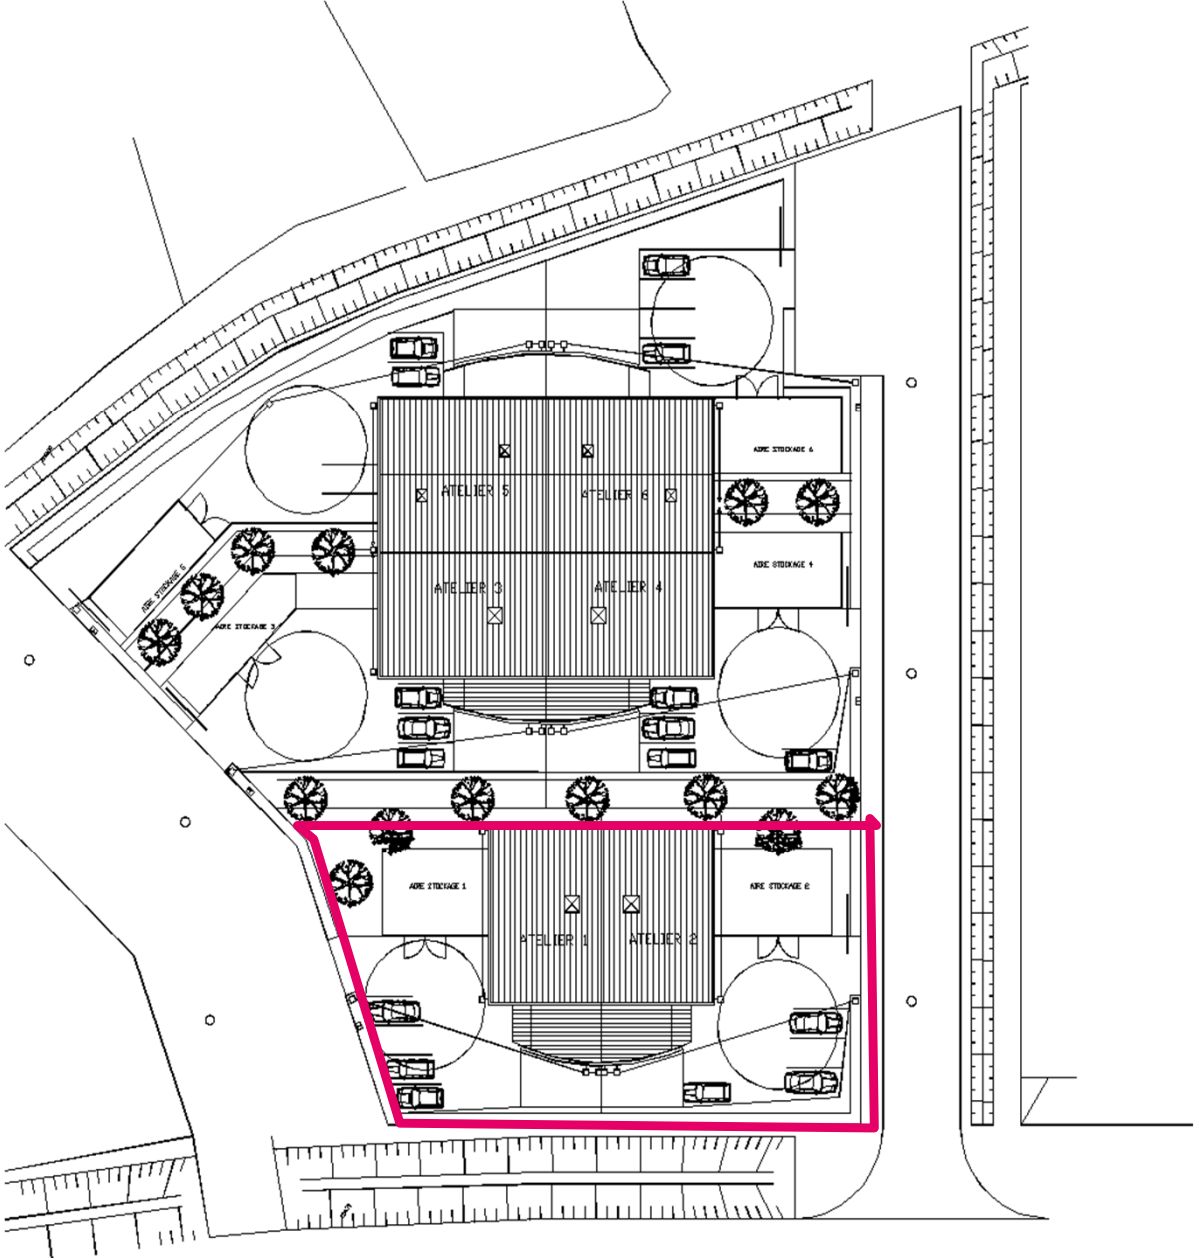 AIRE STOCKAGE 6
ATELIER 5
ATELIER 6
AIRE STOCKAGE 4
AIRE STOCKAGE 5
ATELIER 3
ATELIER 4
AIRE STOCKAGE 3
AIRE STOCKAGE 1
AIRE STOCKAGE 2
ATELIER 1
ATELIER 2